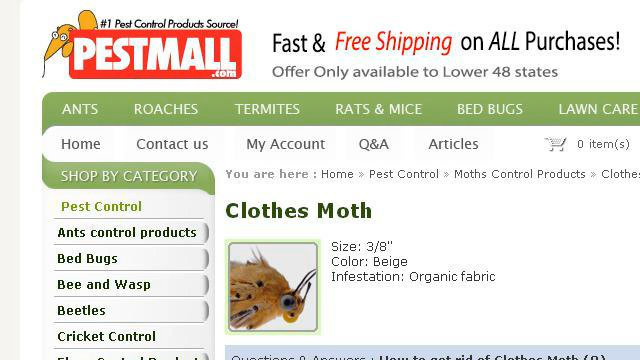 #1 Pest Control Products Source!
PESTMALL
.com
Fast & Free Shipping on ALL Purchases!
Offer Only available to Lower 48 states
ANTS ROACHES TERMITES RATS & MICE BED BUGS LAWN CARE
Home Contact us My Account Q&A Articles 0 item(s)
SHOP BY CATEGORY
You are here : Home » Pest Control » Moths Control Products » Clothes
Pest Control
Clothes Moth
Ants control products
Size: 3/8"
Color: Beige
Infestation: Organic fabric
Bed Bugs
Bee and Wasp
Beetles
Cricket Control
Questions & Answers : How to get rid of Clothes Moth